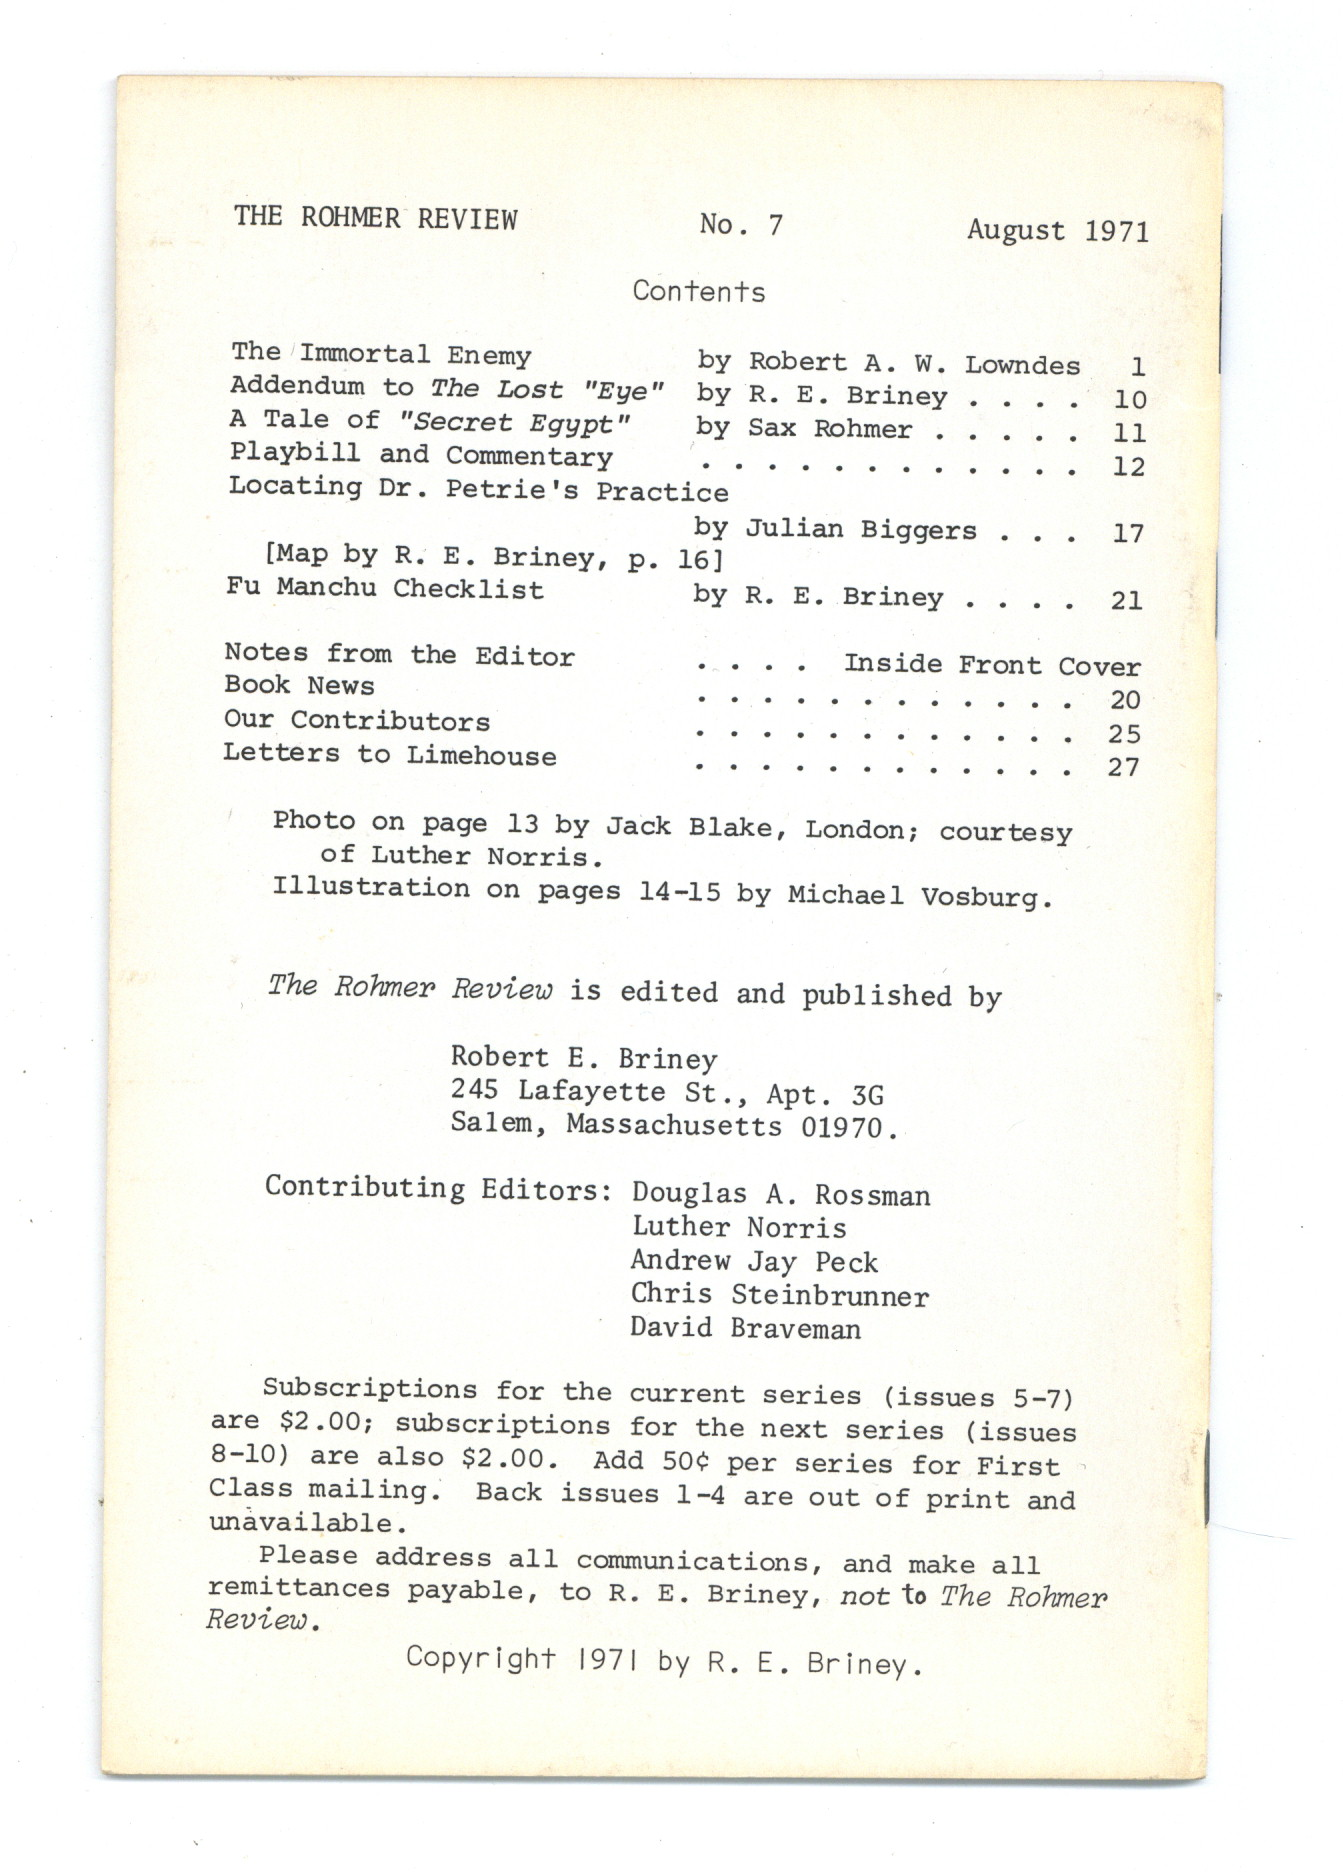 THE ROHMER REVIEW No. 7 August 1971
Contents
The Immortal Enemy by Robert A. W. Lowndes 1
Addendum to The Lost "Eye" by R. E. Briney . . . . 10
A Tale of "Secret Egypt" by Sax Rohmer . . . . . 11
Playbill and Commentary . . . . . . . . . . . . 12
Locating Dr. Petrie's Practice
by Julian Biggers . . . 17
[Map by R. E. Briney, p. 16]
Fu Manchu Checklist by R. E. Briney . . . . 21
Notes from the Editor . . . . Inside Front Cover
Book News . . . . . . . . . . . . 20
Our Contributors . . . . . . . . . . . . 25
Letters to Limehouse . . . . . . . . . . . . 27
Photo on page 13 by Jack Blake, London; courtesy
of Luther Norris.
Illustration on pages 14-15 by Michael Vosburg.
The Rohmer Review is edited and published by
Robert E. Briney
245 Lafayette St., Apt. 3G
Salem, Massachusetts 01970.
Contributing Editors: Douglas A. Rossman
Luther Norris
Andrew Jay Peck
Chris Steinbrunner
David Braveman
Subscriptions for the current series (issues 5-7)
are $2.00; subscriptions for the next series (issues
8-10) are also $2.00. Add 50¢ per series for First
Class mailing. Back issues 1-4 are out of print and
unavailable.
Please address all communications, and make all
remittances payable, to R. E. Briney, not to The Rohmer
Review.
Copyright 1971 by R. E. Briney.